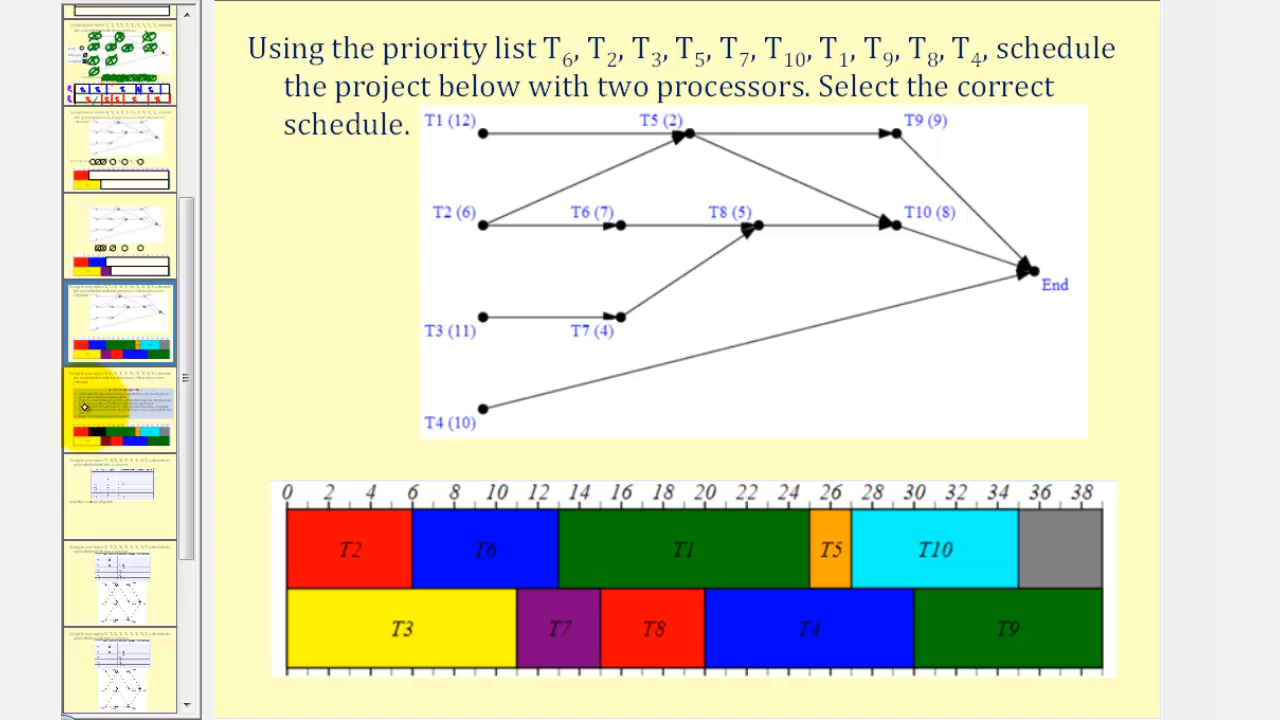 Using the priority list T6, T2, T3, T5, T7, T10, T1, T9, T8, T4, schedule
the project below with two processors. Select the correct
schedule.
T1 (12) T5 (2) T9 (9)
T2 (6) T6 (7) T8 (5) T10 (8)
End
T3 (11) T7 (4)
T4 (10)
0 2 4 6 8 10 12 14 16 18 20 22 24 26 28 30 32 34 36 38
T2 T6 T1 T5 T10
T3 T7 T8 T4 T9